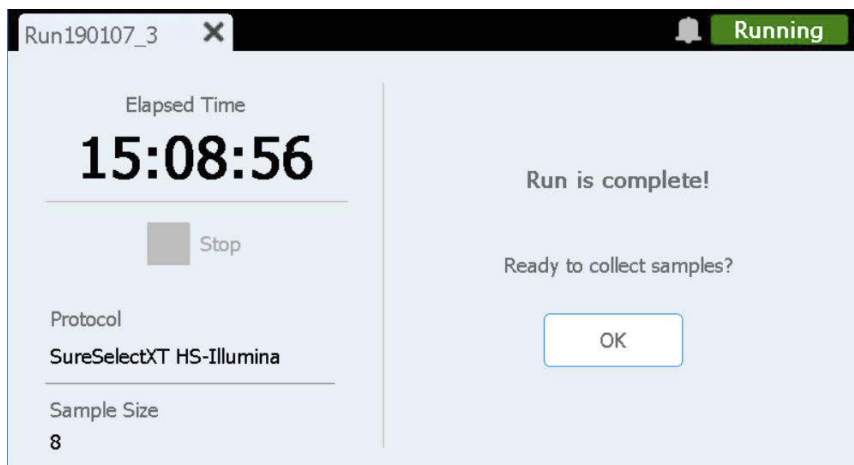 Run190107_3
Running
Elapsed Time
15:08:56
Stop
Protocol
SureSelectXT HS-Illumina
Sample Size
8
Run is complete!
Ready to collect samples?
OK